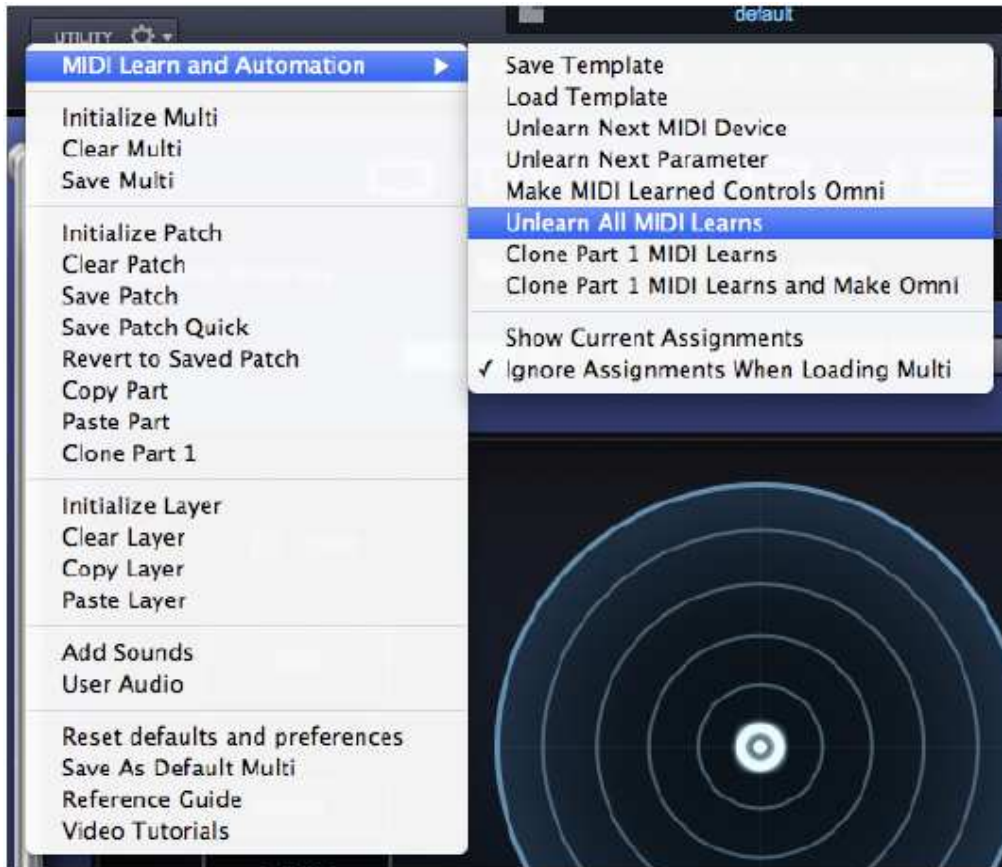 default
UTILITY
MIDI Learn and Automation
Initialize Multi
Clear Multi
Save Multi
Initialize Patch
Clear Patch
Save Patch
Save Patch Quick
Revert to Saved Patch
Copy Part
Paste Part
Clone Part 1
Initialize Layer
Clear Layer
Copy Layer
Paste Layer
Add Sounds
User Audio
Reset defaults and preferences
Save As Default Multi
Reference Guide
Video Tutorials
Save Template
Load Template
Unlearn Next MIDI Device
Unlearn Next Parameter
Make MIDI Learned Controls Omni
Unlearn All MIDI Learns
Clone Part 1 MIDI Learns
Clone Part 1 MIDI Learns and Make Omni
Show Current Assignments
✓ Ignore Assignments When Loading Multi